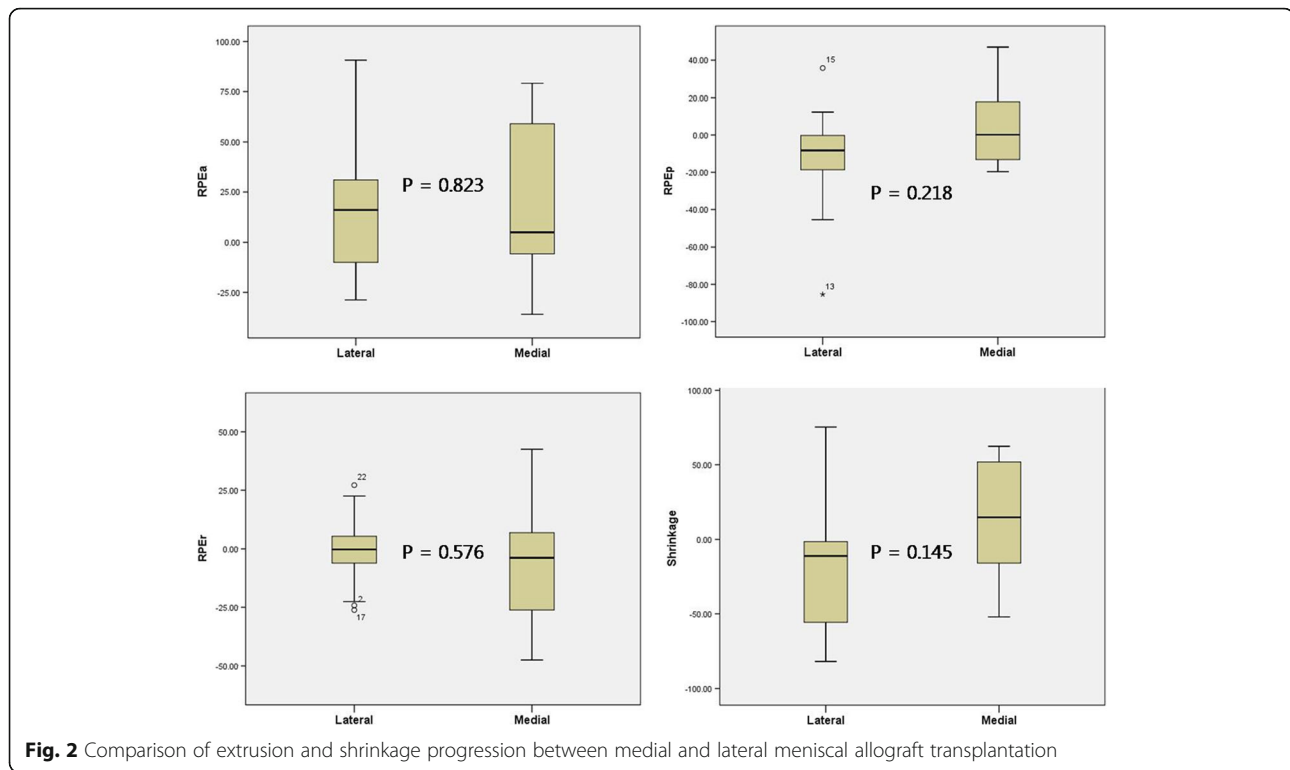 100.00
75.00
50.00
25.00
0.00
-25.00
RPEa
P = 0.823
Lateral Medial
40.00
20.00
0.00
-20.00
-40.00
-60.00
-80.00
-100.00
RPEp
15
13
P = 0.218
Lateral Medial
50.00
25.00
0.00
-25.00
-50.00
RPEr
22
2
17
P = 0.576
Lateral Medial
100.00
50.00
0.00
-50.00
-100.00
Shrinkage
P = 0.145
Lateral Medial
Fig. 2 Comparison of extrusion and shrinkage progression between medial and lateral meniscal allograft transplantation